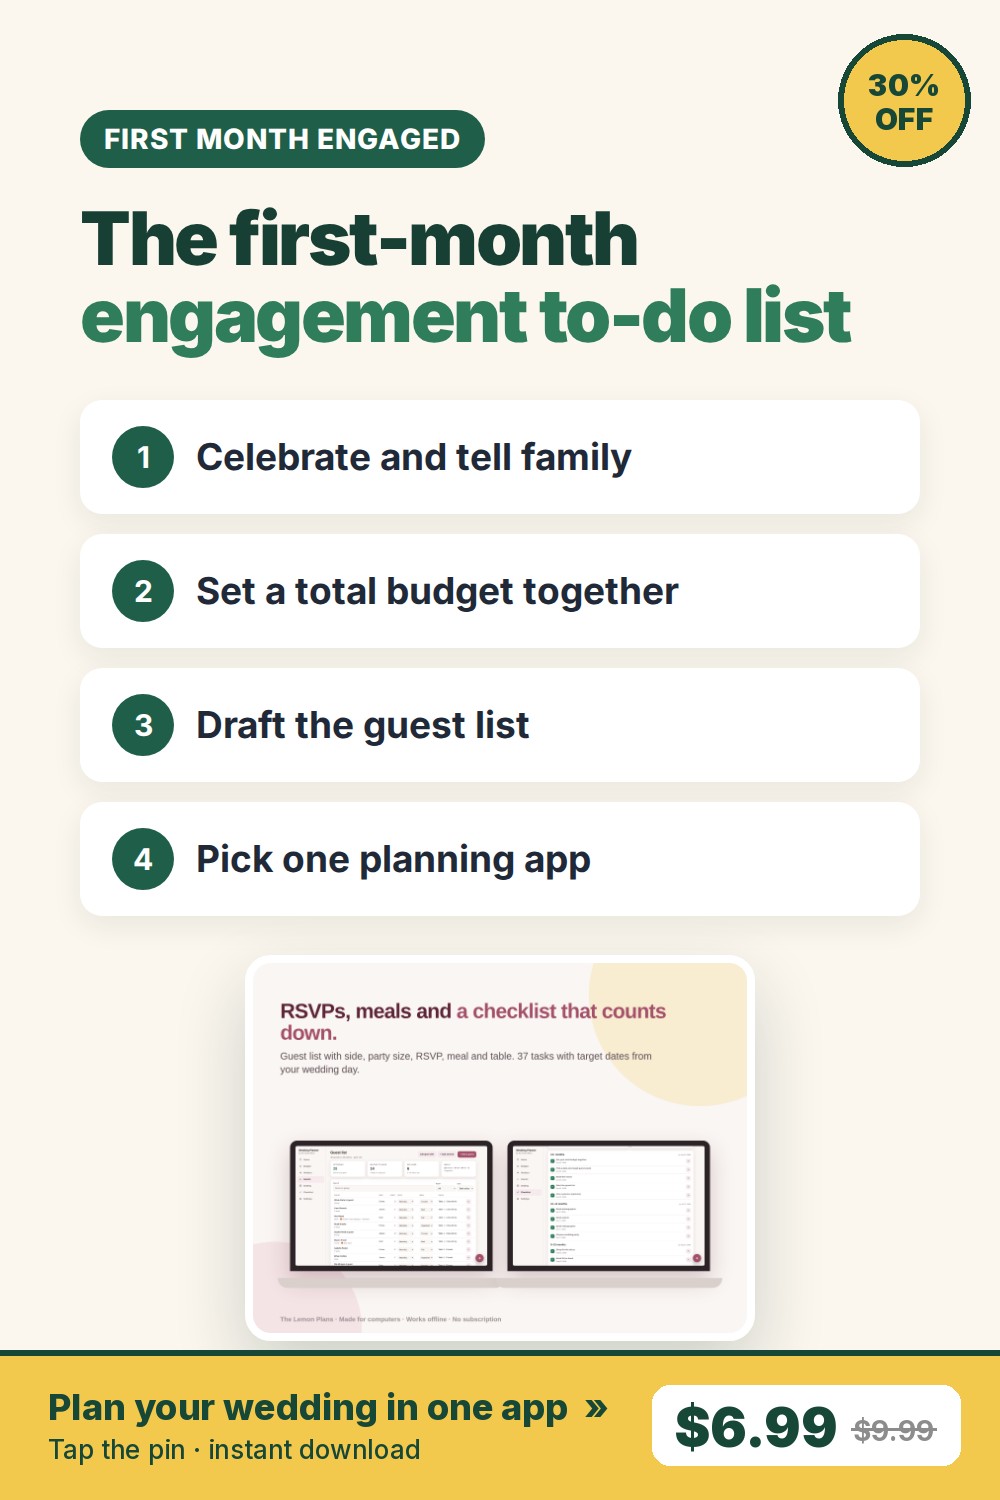 30%
OFF
FIRST MONTH ENGAGED
The first-month
engagement to-do list
1 Celebrate and tell family
2 Set a total budget together
3 Draft the guest list
4 Pick one planning app
RSVPs, meals and a checklist that counts
down.
Guest list with side, party size, RSVP, meal and table. 37 tasks with target dates from
your wedding day.
Guest list
The Lemon Plans · Made for computers · Works offline · No subscription
Plan your wedding in one app »
Tap the pin · instant download
$6.99 $9.99